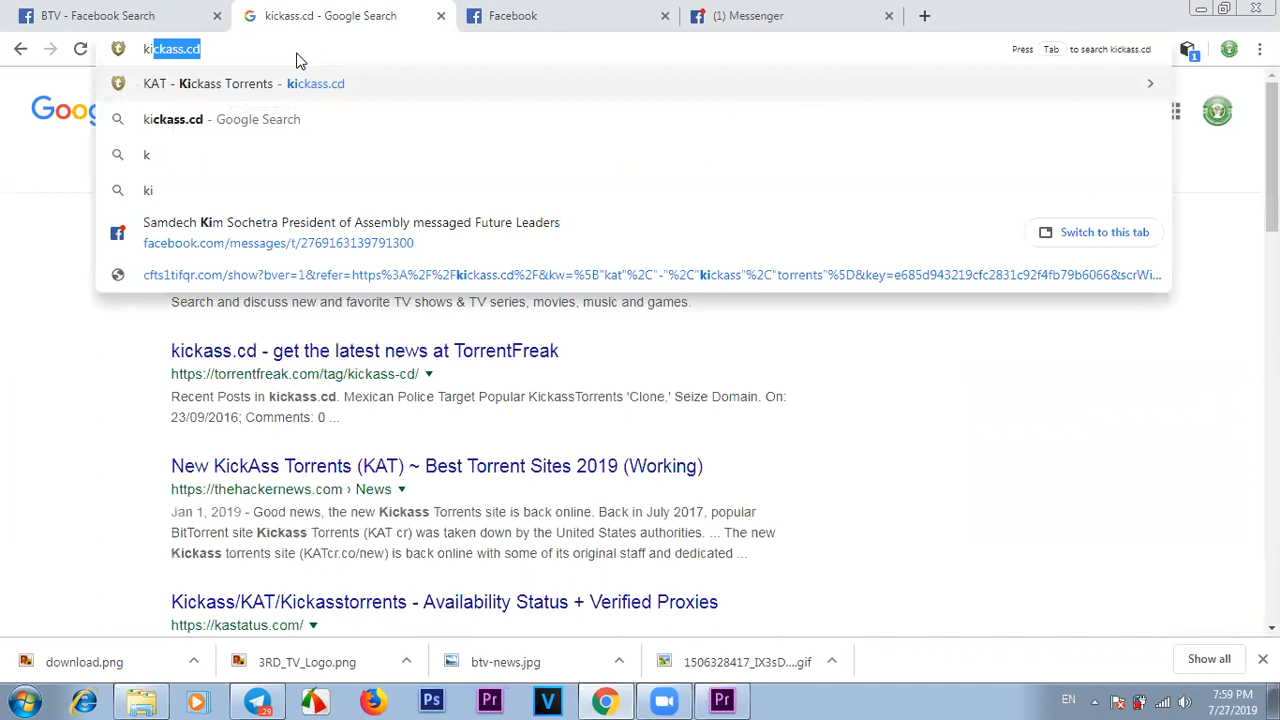 BTV - Facebook Search
kickass.cd - Google Search
Facebook
(1) Messenger
kickass.cd
Press Tab to search kickass.cd
1
KAT - Kickass Torrents - kickass.cd
kickass.cd - Google Search
k
ki
Samdech Kim Sochetra President of Assembly messaged Future Leaders
facebook.com/messages/t/2769163139791300
Switch to this tab
cfts1tifqr.com/show?bver=1&refer=https%3A%2F%2Fkickass.cd%2F&kw=%5B"kat"%2C"-"%2C"kickass"%2C"torrents"%5D&key=e685d943219cfc2831c92f4fb79b6066&scrWi...
Goo
Search and discuss new and favorite TV shows & TV series, movies, music and games.
kickass.cd - get the latest news at TorrentFreak
https://torrentfreak.com/tag/kickass-cd/
Recent Posts in kickass.cd. Mexican Police Target Popular KickassTorrents 'Clone,' Seize Domain. On:
23/09/2016; Comments: 0 ...
New KickAss Torrents (KAT) ~ Best Torrent Sites 2019 (Working)
https://thehackernews.com › News
Jan 1, 2019 - Good news, the new Kickass Torrents site is back online. Back in July 2017, popular
BitTorrent site Kickass Torrents (KAT cr) was taken down by the United States authorities. ... The new
Kickass torrents site (KATcr.co/new) is back online with some of its original staff and dedicated ...
Kickass/KAT/Kickasstorrents - Availability Status + Verified Proxies
https://kastatus.com/
download.png
3RD_TV_Logo.png
btv-news.jpg
1506328417_IX3sD....gif
Show all
29
Ps
Pr
V
Pr
EN
7:59 PM
7/27/2019